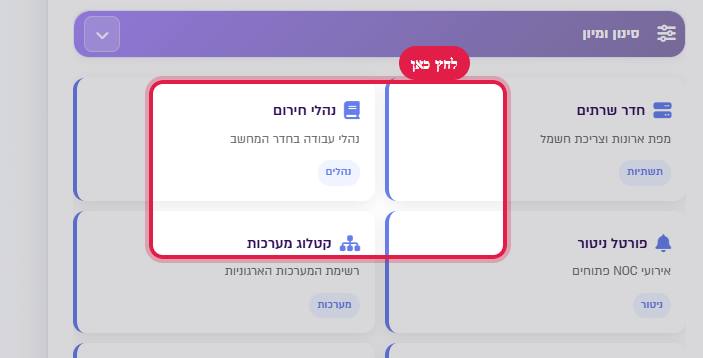 סינון ומיון
לחץ כאן
חדר שרתים
מפת ארונות וצריכת חשמל
תשתיות
נהלי חירום
נהלי עבודה בחדר המחשב
נהלים
פורטל ניטור
אירועי NOC פתוחים
ניטור
קטלוג מערכות
רשימת המערכות הארגוניות
מערכות